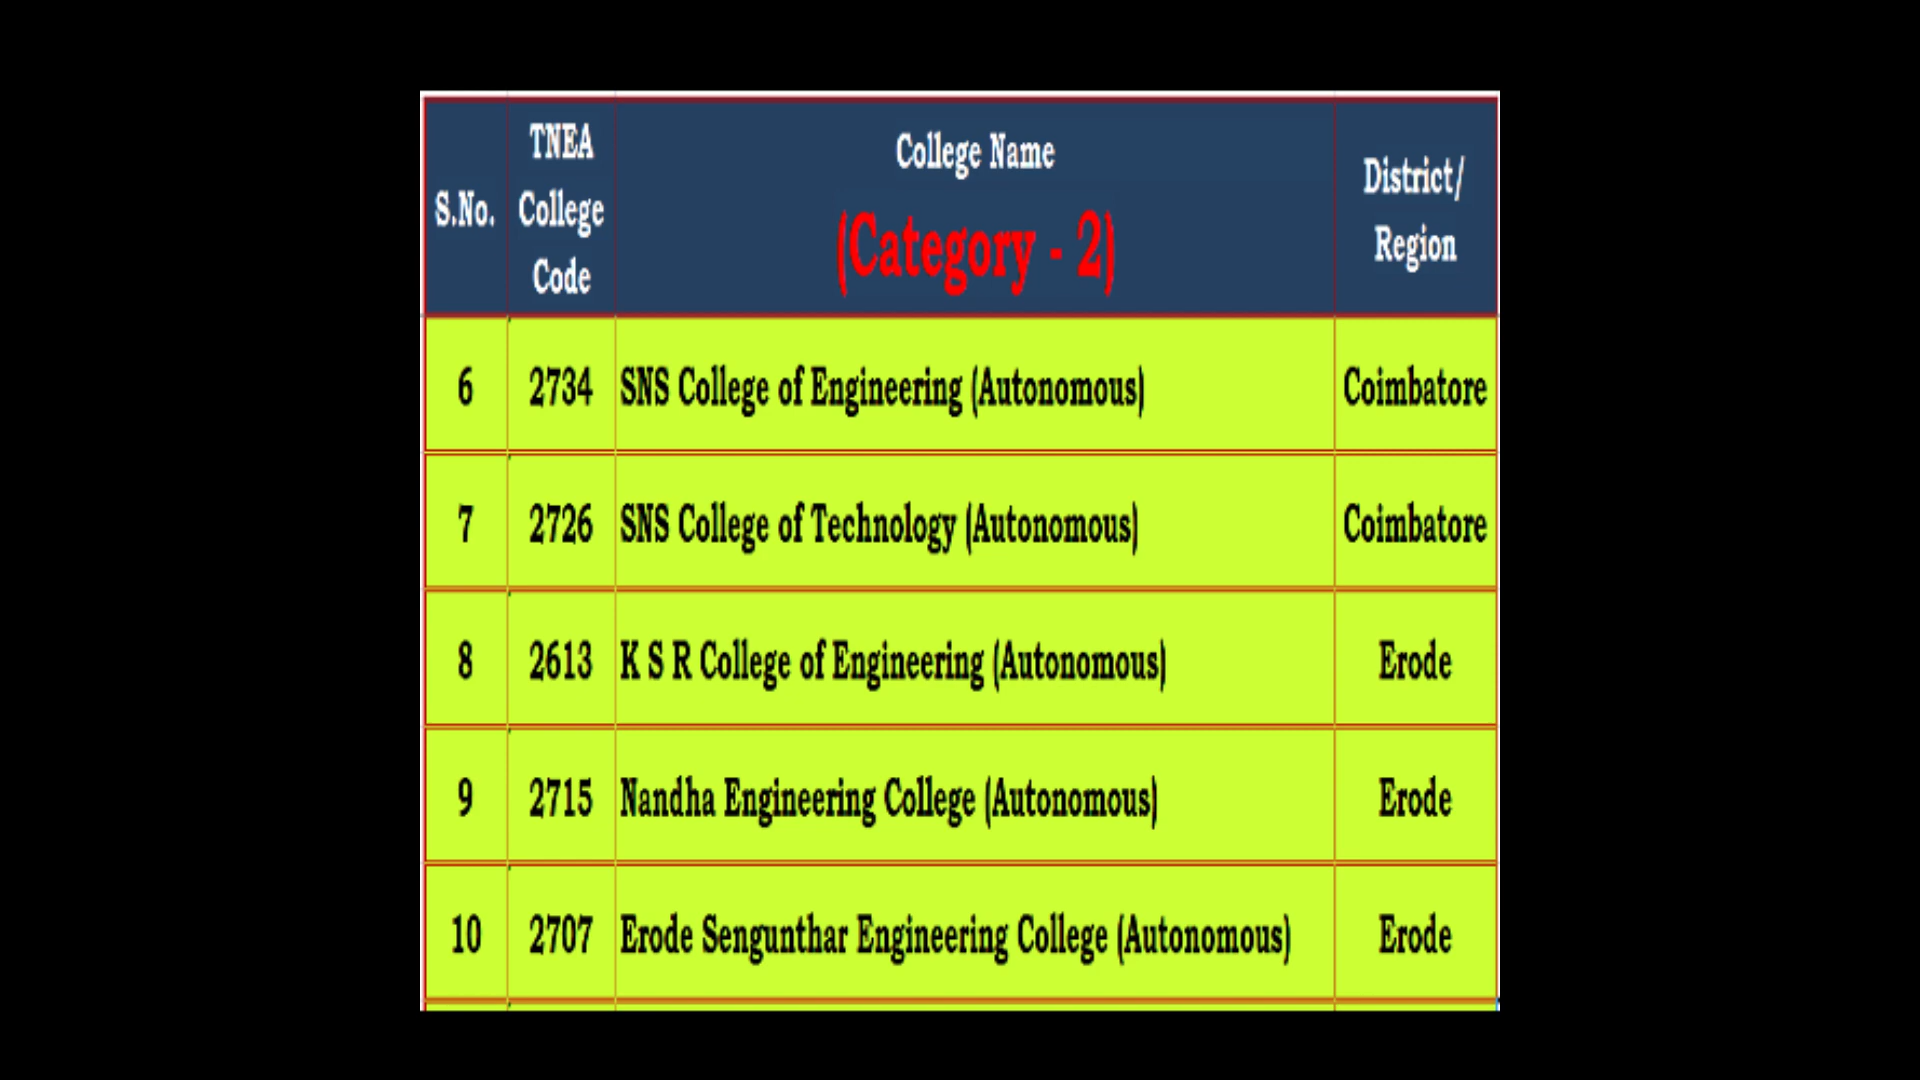 S.No.
TNEA
College
Code
College Name
(Category - 2)
District/
Region
6 2734 SNS College of Engineering (Autonomous) Coimbatore
7 2726 SNS College of Technology (Autonomous) Coimbatore
8 2613 K S R College of Engineering (Autonomous) Erode
9 2715 Nandha Engineering College (Autonomous) Erode
10 2707 Erode Sengunthar Engineering College (Autonomous) Erode